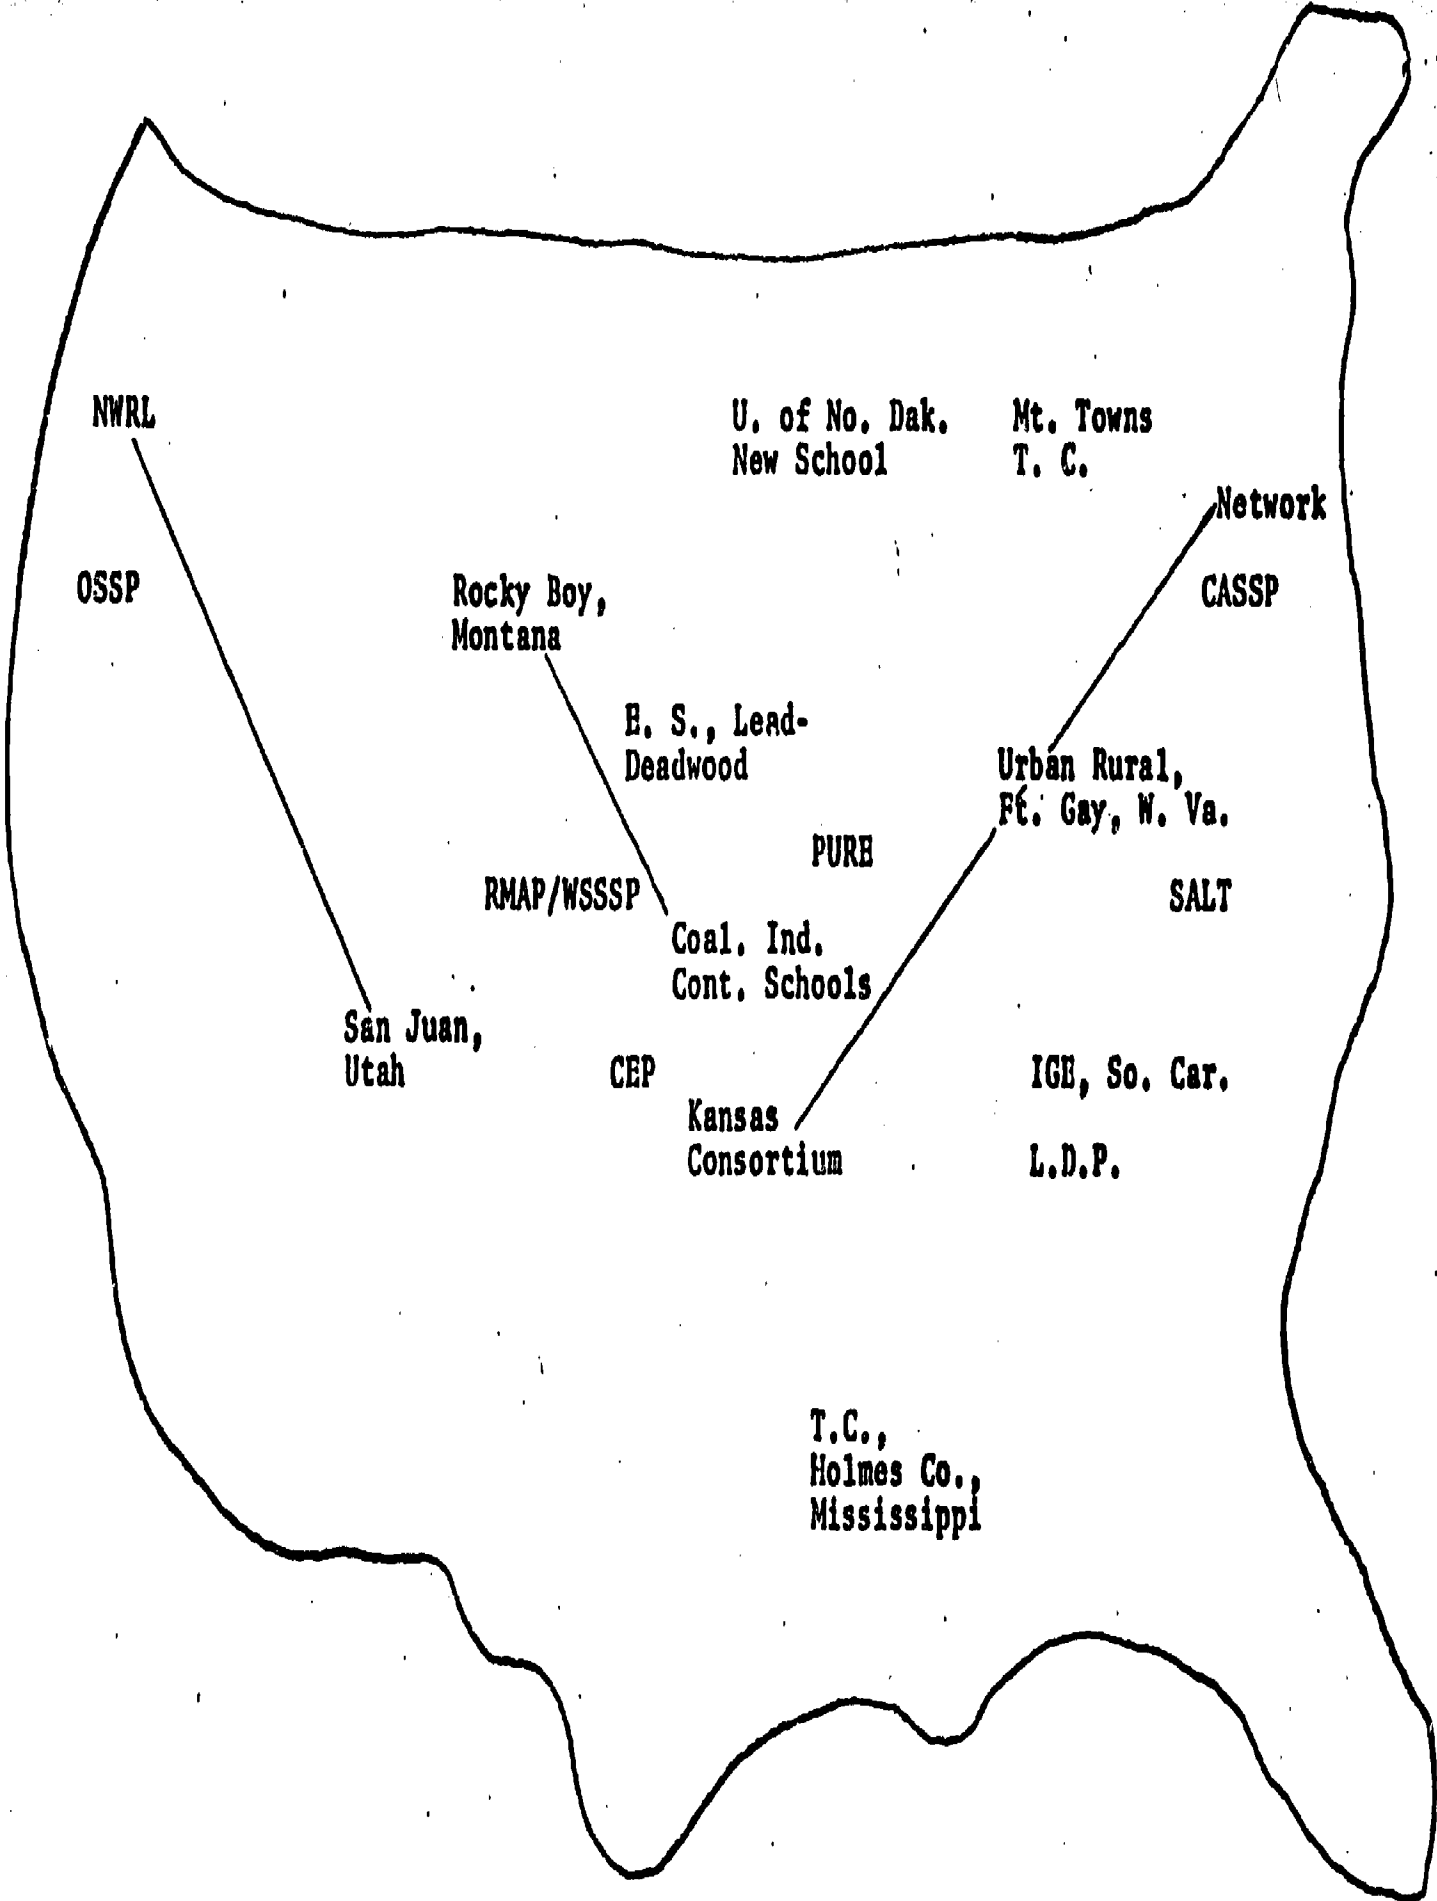 NWRL
U. of No. Dak.
New School
Mt. Towns
T. C.
Network
OSSP
Rocky Boy,
Montana
CASSP
E. S., Lead-
Deadwood
Urban Rural,
Ft. Gay, W. Va.
PURE
RMAP/WSSSP
SALT
Coal. Ind.
Cont. Schools
San Juan,
Utah
CEP
IGE, So. Car.
Kansas
Consortium
L.D.P.
T.C.,
Holmes Co.,
Mississippi